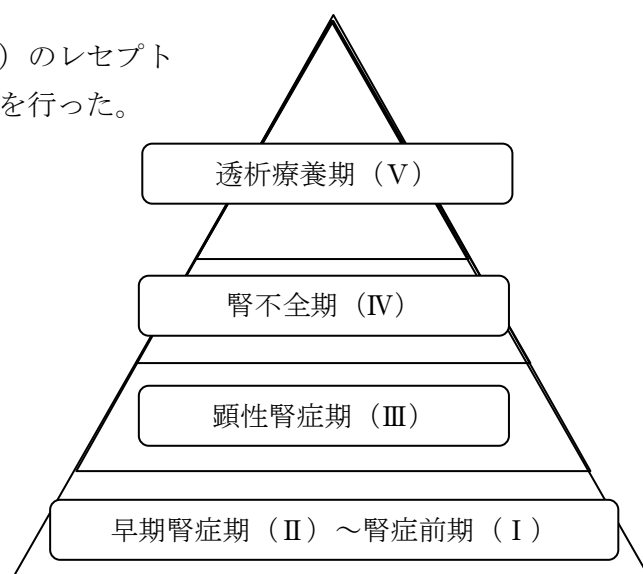 ）のレセプト
を行った。
透析療養期（Ⅴ）
腎不全期（Ⅳ）
顕性腎症期（Ⅲ）
早期腎症期（Ⅱ）～腎症前期（Ⅰ）